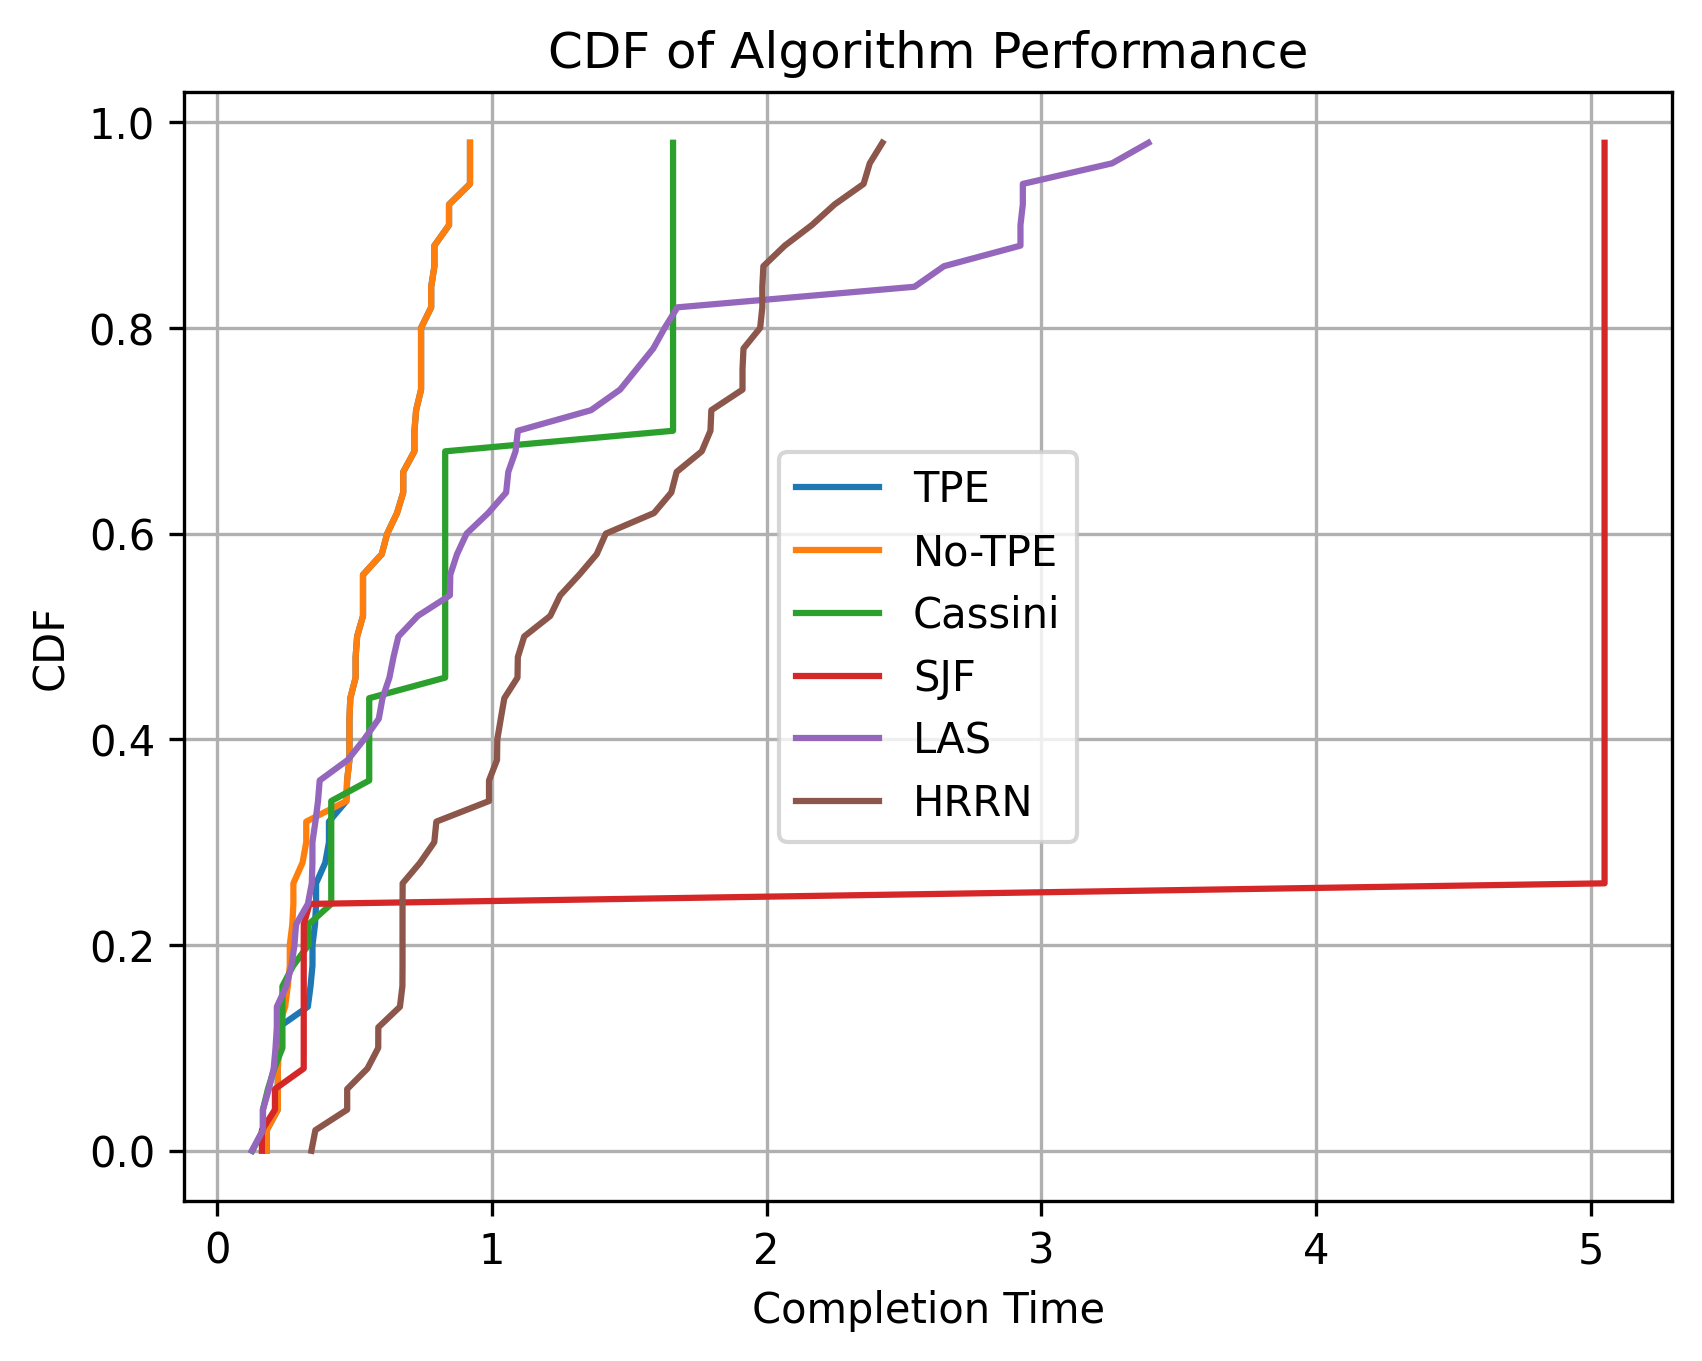 CDF of Algorithm Performance
1.0
0.8
0.6
0.4
0.2
0.0
CDF
TPE
No-TPE
Cassini
SJF
LAS
HRRN
0 1 2 3 4 5
Completion Time